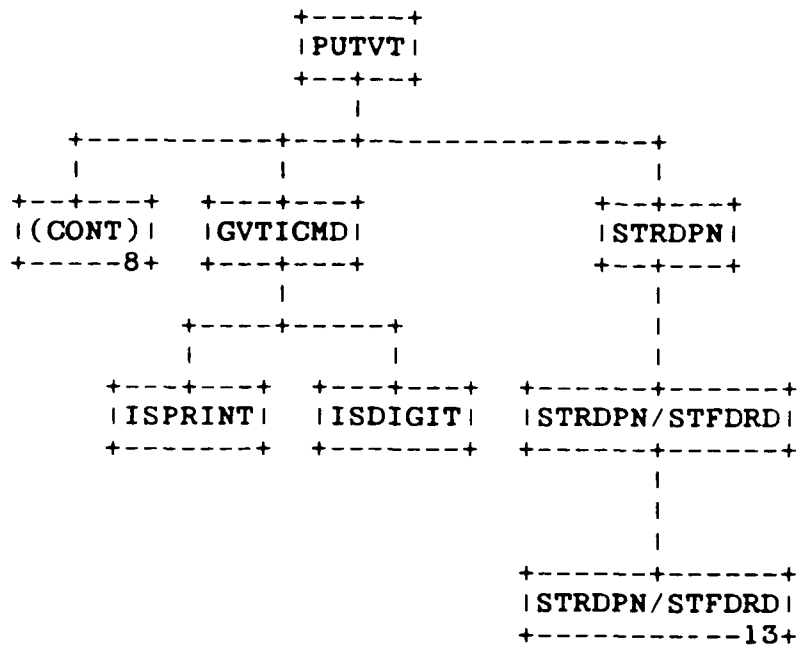 PUTVT
(CONT) GVTICMD STRDPN
8
ISPRINT ISDIGIT STRDPN/STFDRD
STRDPN/STFDRD
13